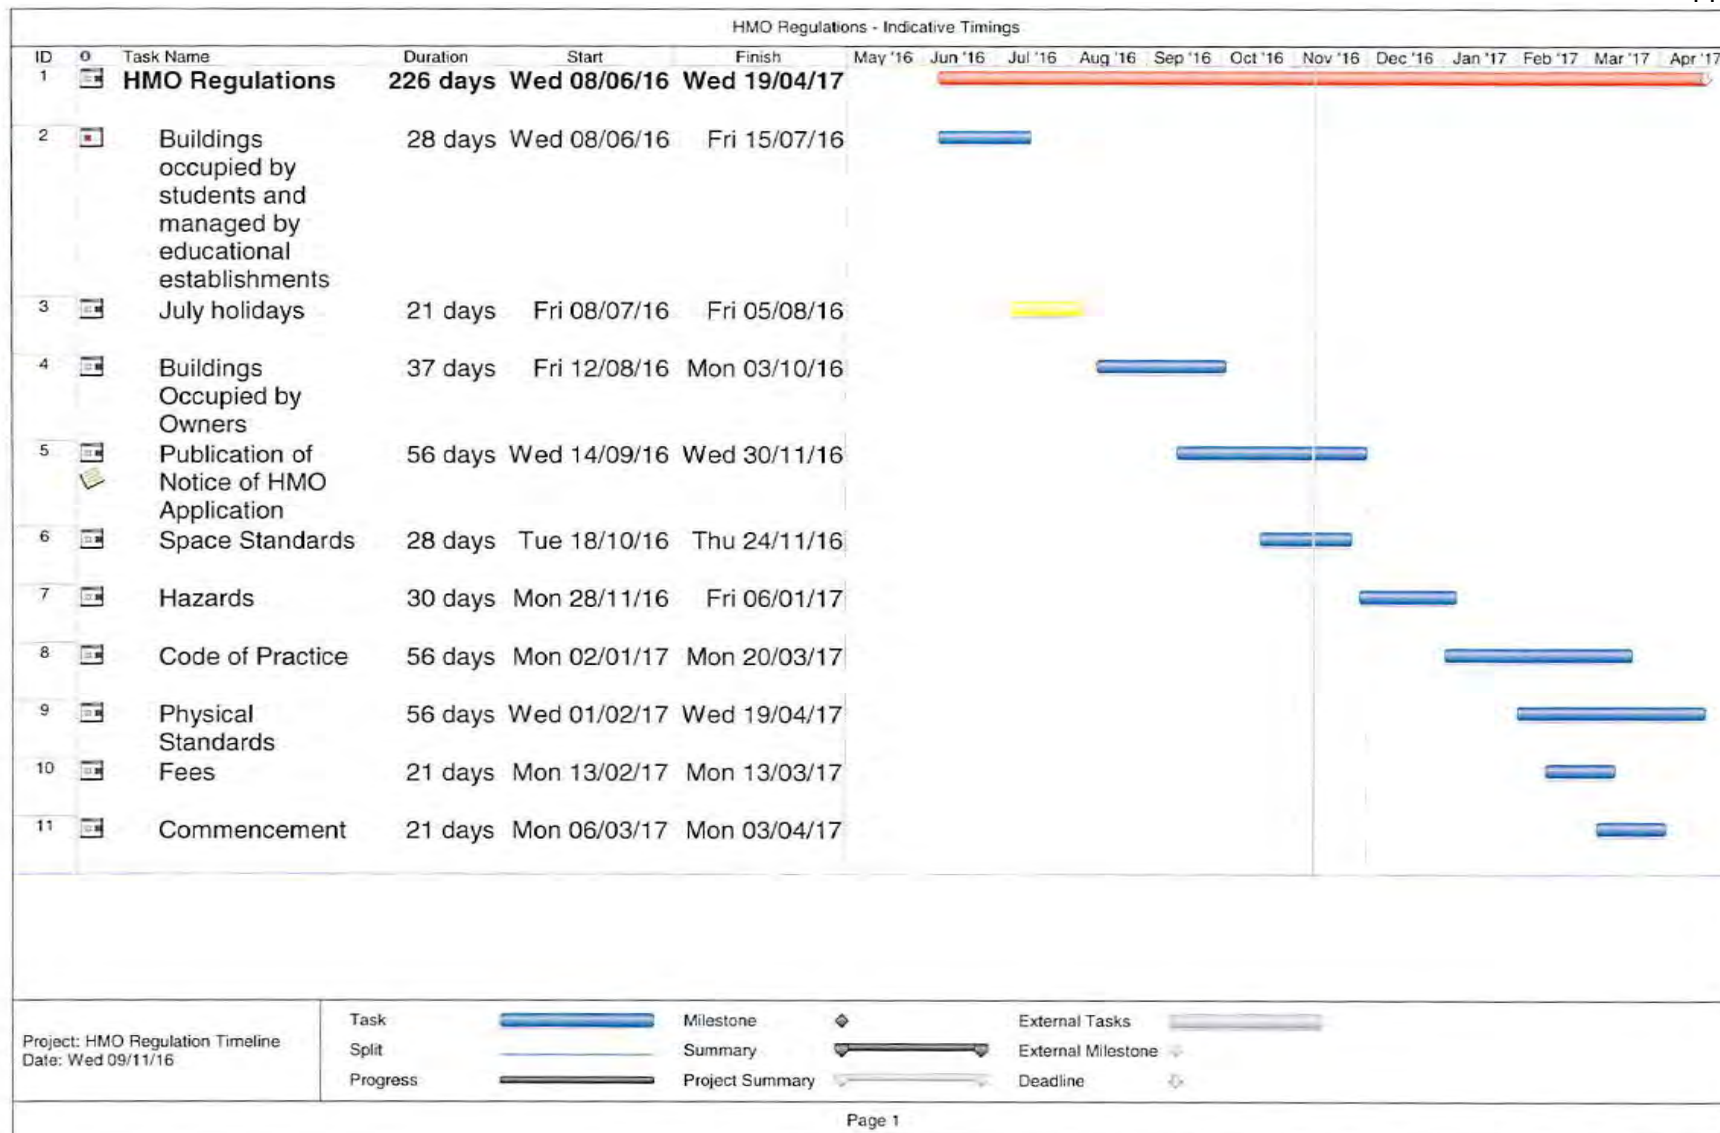 HMO Regulations - Indicative Timings
ID Task Name Duration Start Finish May '16 Jun '16 Jul '16 Aug '16 Sep '16 Oct '16 Nov '16 Dec '16 Jan '17 Feb '17 Mar '17 Apr '17
1 HMO Regulations 226 days Wed 08/06/16 Wed 19/04/17
2 Buildings 28 days Wed 08/06/16 Fri 15/07/16
occupied by
students and
managed by
educational
establishments
3 July holidays 21 days Fri 08/07/16 Fri 05/08/16
4 Buildings 37 days Fri 12/08/16 Mon 03/10/16
Occupied by
Owners
5 Publication of 56 days Wed 14/09/16 Wed 30/11/16
Notice of HMO
Application
6 Space Standards 28 days Tue 18/10/16 Thu 24/11/16
7 Hazards 30 days Mon 28/11/16 Fri 06/01/17
8 Code of Practice 56 days Mon 02/01/17 Mon 20/03/17
9 Physical 56 days Wed 01/02/17 Wed 19/04/17
Standards
10 Fees 21 days Mon 13/02/17 Mon 13/03/17
11 Commencement 21 days Mon 06/03/17 Mon 03/04/17
Project: HMO Regulation Timeline
Date: Wed 09/11/16
Task Milestone External Tasks
Split Summary External Milestone
Progress Project Summary Deadline
Page 1